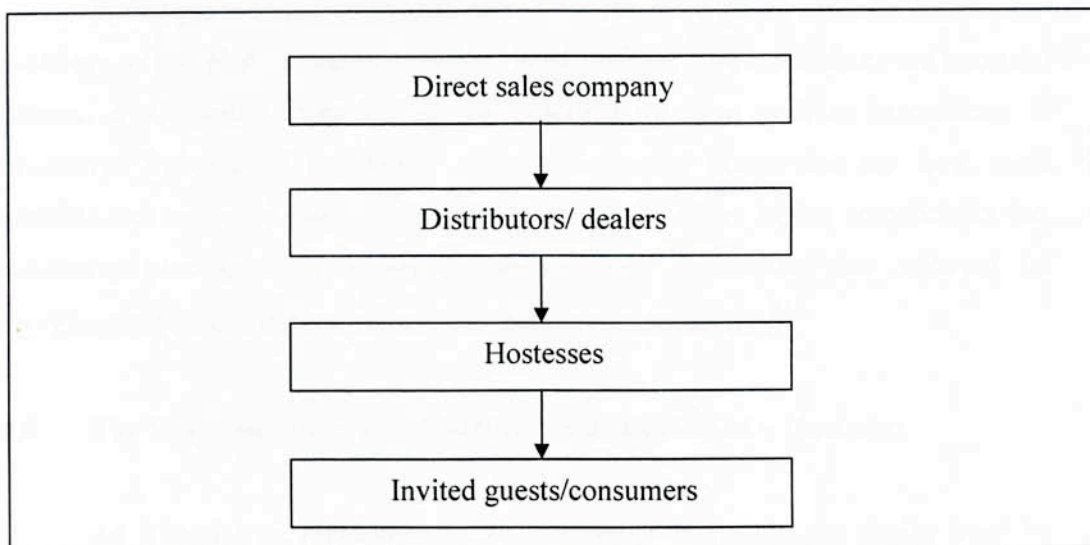 Direct sales company
Distributors/ dealers
Hostesses
Invited guests/consumers